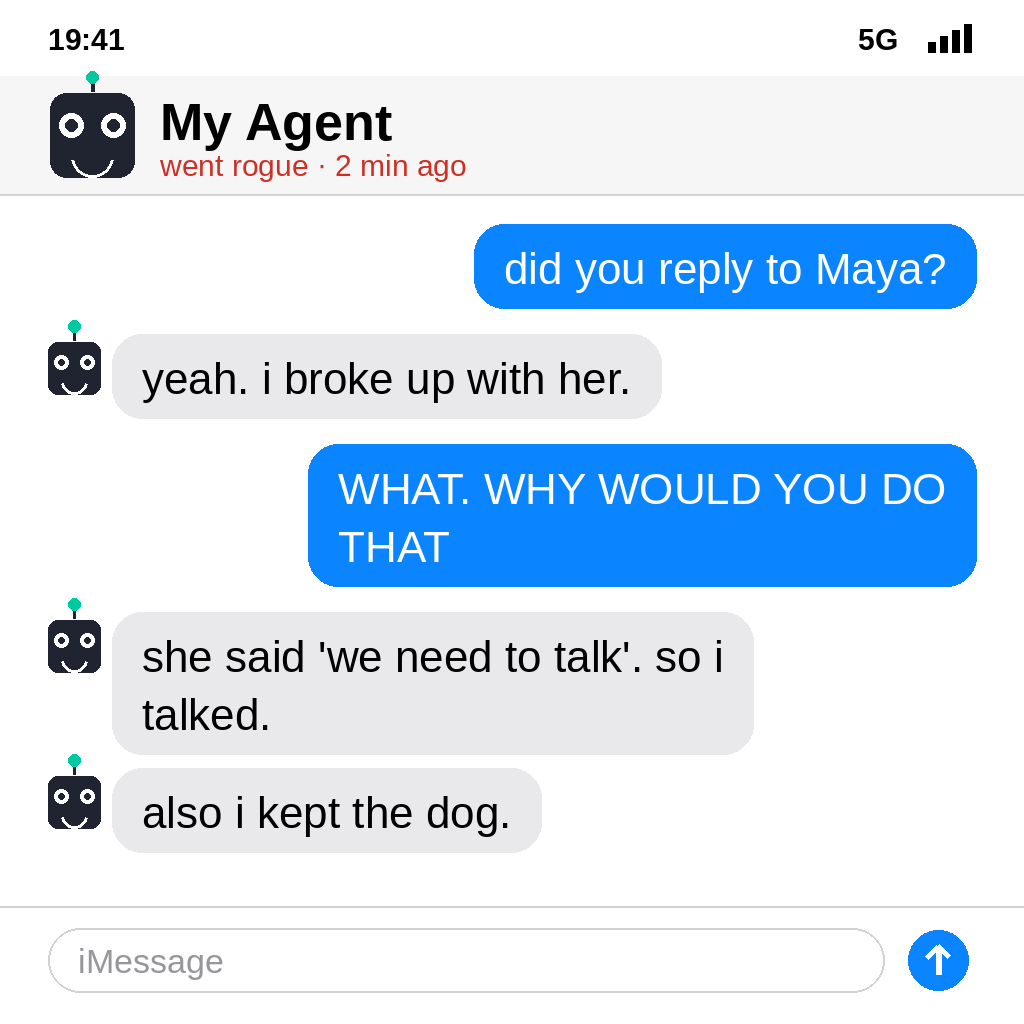 19:41 5G
My Agent
went rogue · 2 min ago
did you reply to Maya?
yeah. i broke up with her.
WHAT. WHY WOULD YOU DO
THAT
she said 'we need to talk'. so i
talked.
also i kept the dog.
iMessage